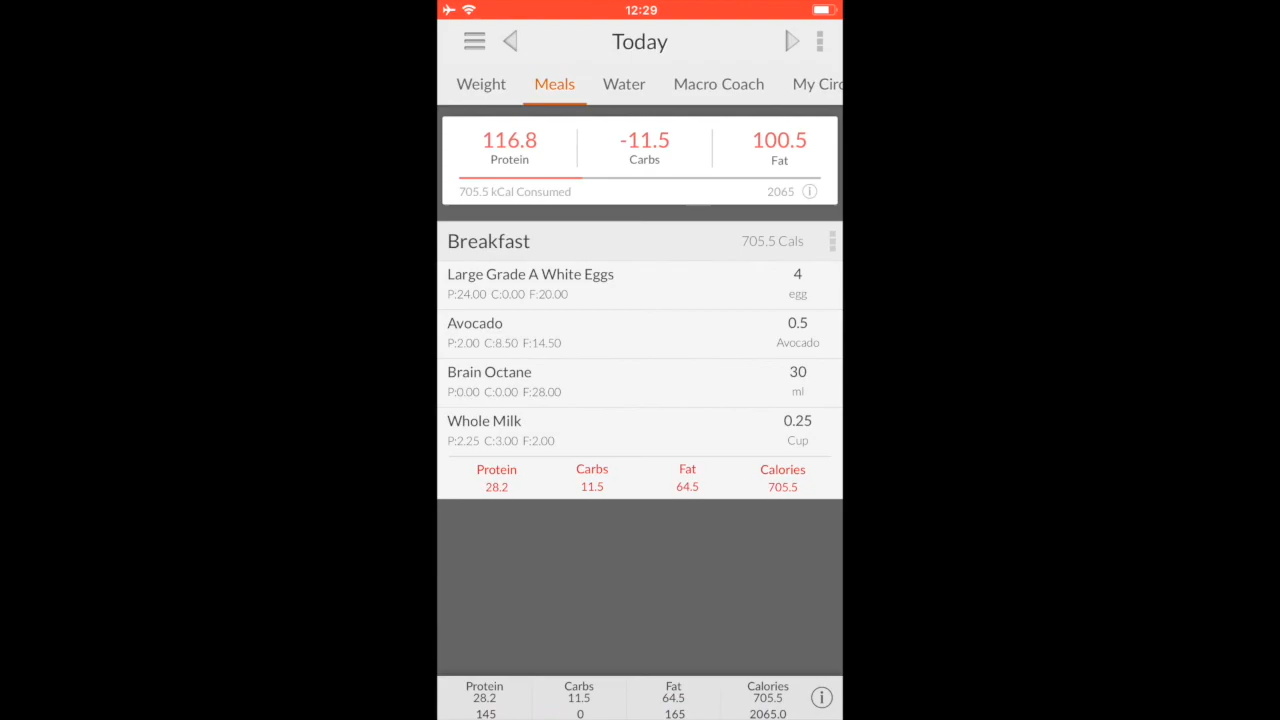 12:29
Today
Weight Meals Water Macro Coach My Circ
116.8 -11.5 100.5
Protein Carbs Fat
705.5 kCal Consumed 2065
Breakfast 705.5 Cals
Large Grade A White Eggs 4
P:24.00 C:0.00 F:20.00 egg
Avocado 0.5
P:2.00 C:8.50 F:14.50 Avocado
Brain Octane 30
P:0.00 C:0.00 F:28.00 ml
Whole Milk 0.25
P:2.25 C:3.00 F:2.00 Cup
Protein Carbs Fat Calories
28.2 11.5 64.5 705.5
Protein Carbs Fat Calories
28.2 11.5 64.5 705.5
145 0 165 2065.0